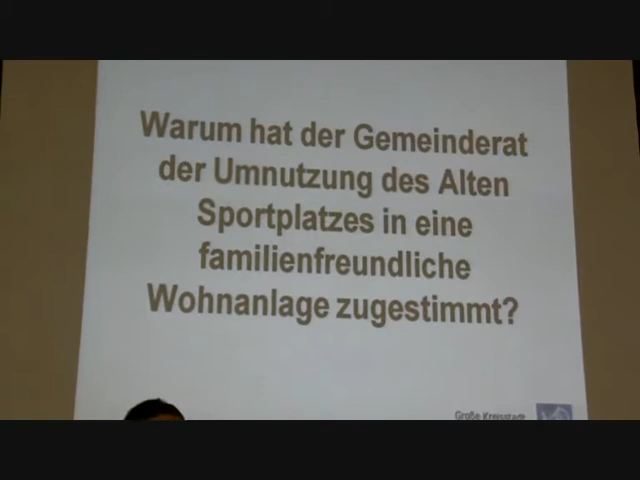 Warum hat der Gemeinderat
der Umnutzung des Alten
Sportplatzes in eine
familienfreundliche
Wohnanlage zugestimmt?
Große Kreisstadt